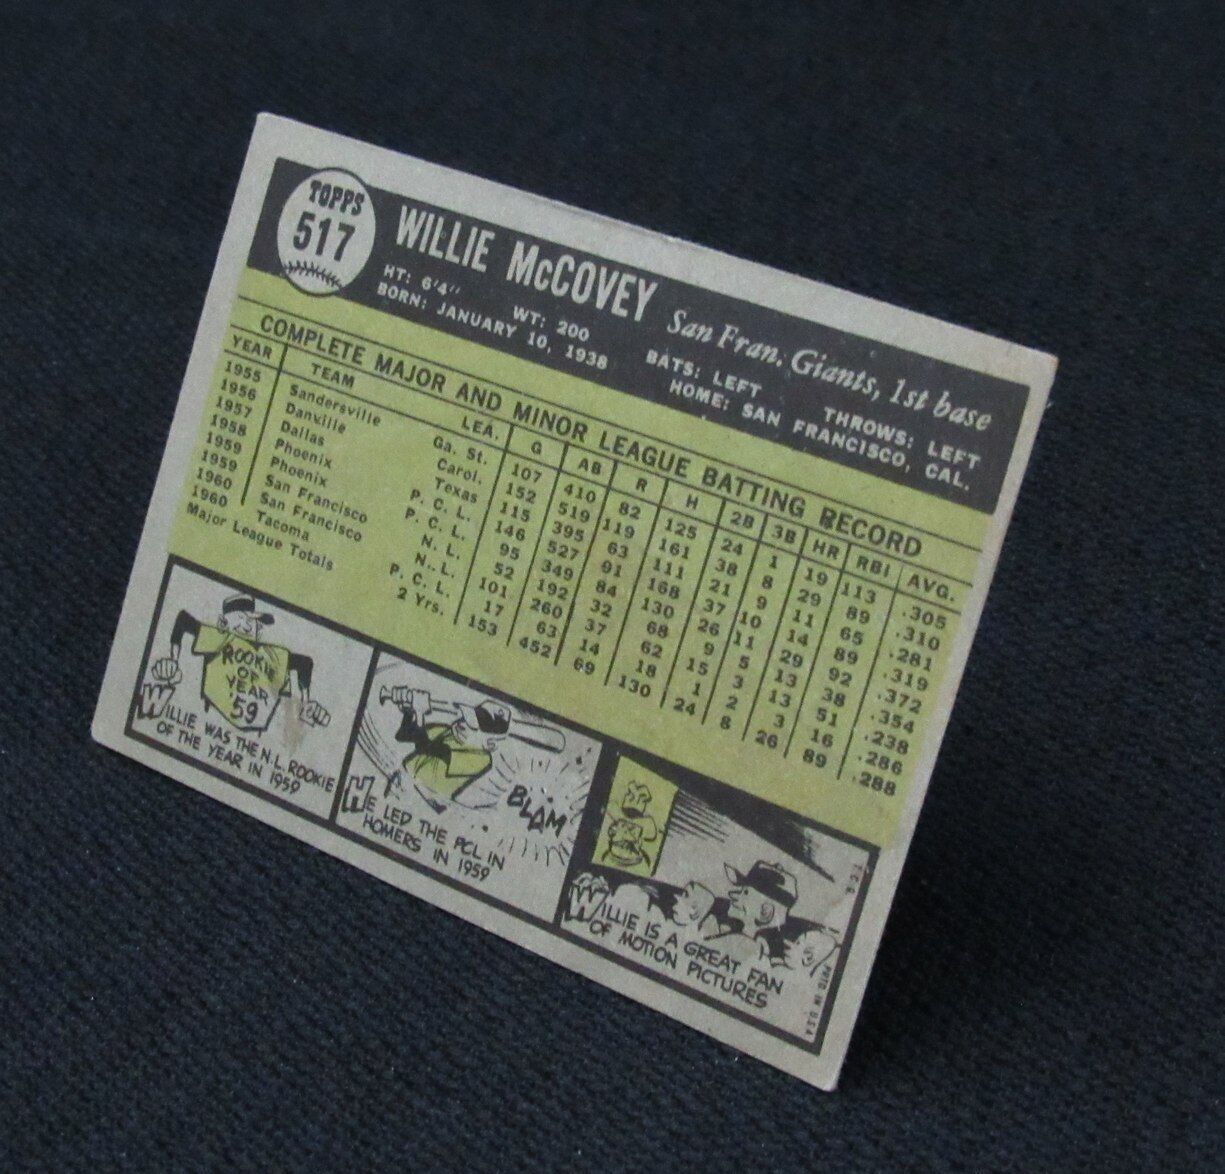 TOPPS
517
WILLIE McCOVEY San Fran. Giants, 1st base
HT: 6'4" WT: 200 BATS: LEFT THROWS: LEFT
BORN: JANUARY 10, 1938 HOME: SAN FRANCISCO, CAL.
COMPLETE MAJOR AND MINOR LEAGUE BATTING RECORD
YEAR TEAM LEA. G AB R H 2B 3B HR RBI AVG.
1955 Sandersville Ga. St. 107 410 82 125 24 1 19 113 .305
1956 Danville Carol. 152 519 119 161 38 8 29 89 .310
1957 Dallas Texas 115 395 63 111 21 9 11 65 .281
1958 Phoenix P. C. L. 146 527 91 168 37 10 14 89 .319
1959 Phoenix P. C. L. 95 349 84 130 26 11 29 92 .372
1959 San Francisco N. L. 52 192 32 68 9 5 13 38 .354
1960 San Francisco N. L. 101 260 37 62 15 3 13 51 .238
1960 Tacoma P. C. L. 17 63 14 18 1 2 3 16 .286
Major League Totals 2 Yrs. 153 452 69 130 24 8 26 89 .288
ROOKIE
OF
YEAR
59
WILLIE WAS THE N.L. ROOKIE
OF THE YEAR IN 1959
BLAM
HE LED THE PCL IN
HOMERS IN 1959
WILLIE IS A GREAT FAN
OF MOTION PICTURES
T.C.G. PRTD IN U.S.A.